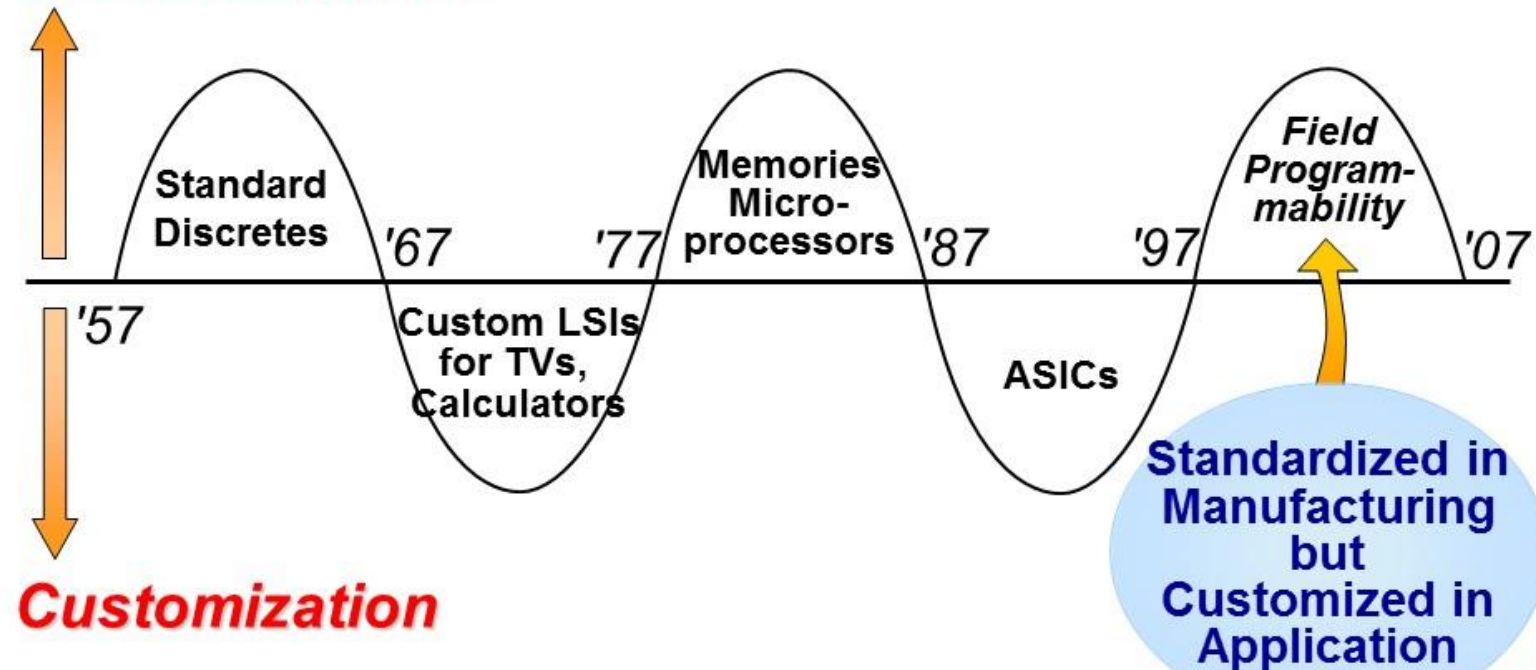 Standard
Discretes
'67
'77
Memories
Micro-
processors
'87
'97
Field
Program-
mability
'07
'57
Custom LSIs
for TVs,
Calculators
ASICs
Standardized in
Manufacturing
but
Customized in
Application
Customization